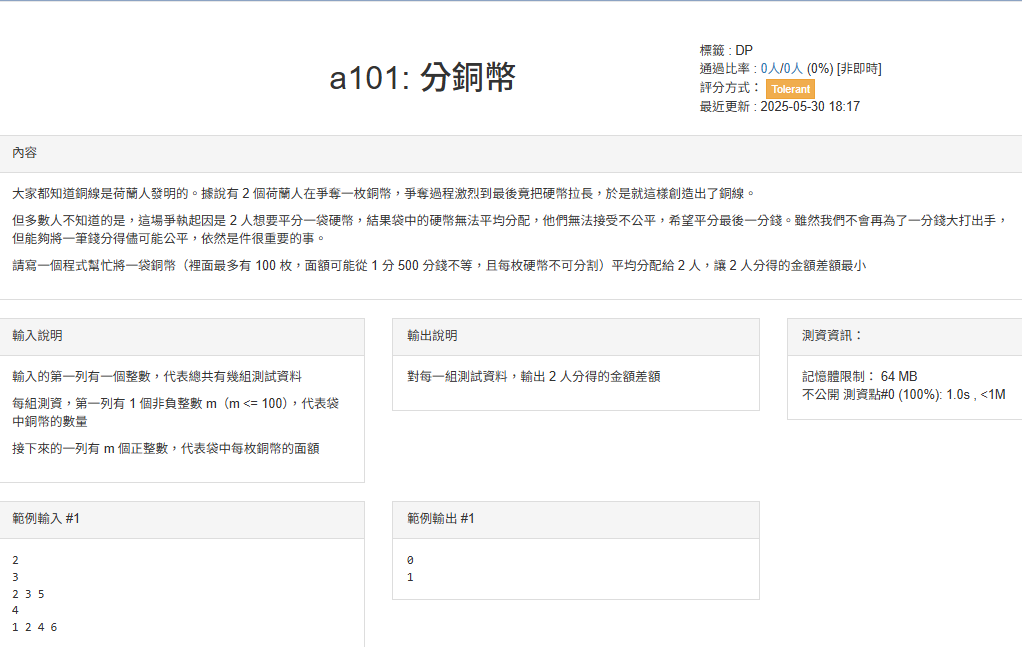 a101: 分銅幣
標籤 : DP
通過比率 : 0人/0人 (0%) [非即時]
評分方式： Tolerant
最近更新 : 2025-05-30 18:17
內容
大家都知道銅線是荷蘭人發明的。據說有 2 個荷蘭人在爭奪一枚銅幣，爭奪過程激烈到最後竟把硬幣拉長，於是就這樣創造出了銅線。
但多數人不知道的是，這場爭執起因是 2 人想要平分一袋硬幣，結果袋中的硬幣無法平均分配，他們無法接受不公平，希望平分最後一分錢。雖然我們不會再為了一分錢大打出手，
但能夠將一筆錢分得儘可能公平，依然是件很重要的事。
請寫一個程式幫忙將一袋銅幣（裡面最多有 100 枚，面額可能從 1 分 500 分錢不等，且每枚硬幣不可分割）平均分配給 2 人，讓 2 人分得的金額差額最小
輸入說明
輸入的第一列有一個整數，代表總共有幾組測試資料
每組測資，第一列有 1 個非負整數 m（m <= 100)，代表袋
中銅幣的數量
接下來的一列有 m 個正整數，代表袋中每枚銅幣的面額
輸出說明
對每一組測試資料，輸出 2 人分得的金額差額
測資資訊：
記憶體限制： 64 MB
不公開 測資點#0 (100%): 1.0s , <1M
範例輸入 #1
2
3
2 3 5
4
1 2 4 6
範例輸出 #1
0
1